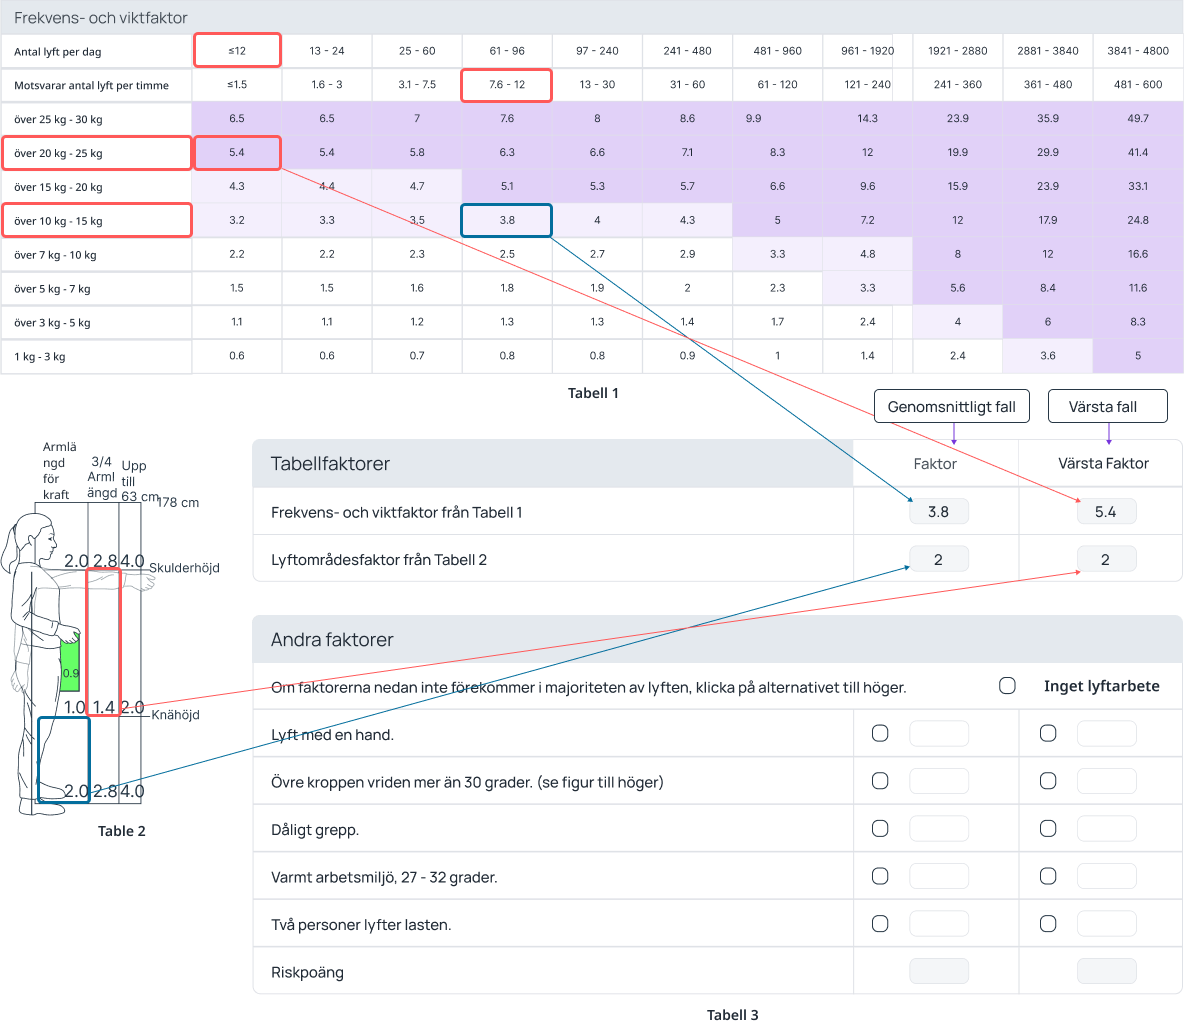 Frekvens- och viktfaktor
Antal lyft per dag ≤12 13 - 24 25 - 60 61 - 96 97 - 240 241 - 480 481 - 960 961 - 1920 1921 - 2880 2881 - 3840 3841 - 4800
Motsvarar antal lyft per timme ≤1.5 1.6 - 3 3.1 - 7.5 7.6 - 12 13 - 30 31 - 60 61 - 120 121 - 240 241 - 360 361 - 480 481 - 600
över 25 kg - 30 kg 6.5 6.5 7 7.6 8 8.6 9.9 14.3 23.9 35.9 49.7
över 20 kg - 25 kg 5.4 5.4 5.8 6.3 6.6 7.1 8.3 12 19.9 29.9 41.4
över 15 kg - 20 kg 4.3 4.4 4.7 5.1 5.3 5.7 6.6 9.6 15.9 23.9 33.1
över 10 kg - 15 kg 3.2 3.3 3.5 3.8 4 4.3 5 7.2 12 17.9 24.8
över 7 kg - 10 kg 2.2 2.2 2.3 2.5 2.7 2.9 3.3 4.8 8 12 16.6
över 5 kg - 7 kg 1.5 1.5 1.6 1.8 1.9 2 2.3 3.3 5.6 8.4 11.6
över 3 kg - 5 kg 1.1 1.1 1.2 1.3 1.3 1.4 1.7 2.4 4 6 8.3
1 kg - 3 kg 0.6 0.6 0.7 0.8 0.8 0.9 1 1.4 2.4 3.6 5
Tabell 1
Genomsnittligt fall Värsta fall
Armlä
ngd
för
kraft
3/4
Arml
ängd
Upp
till
63 cm
178 cm
2.0 2.8 4.0
Skulderhöjd
0.9
1.0 1.4 2.0
Knähöjd
2.0 2.8 4.0
Table 2
Tabellfaktorer Faktor Värsta Faktor
Frekvens- och viktfaktor från Tabell 1 3.8 5.4
Lyftområdesfaktor från Tabell 2 2 2
Andra faktorer
Om faktorerna nedan inte förekommer i majoriteten av lyften, klicka på alternativet till höger. Inget lyftarbete
Lyft med en hand.
Övre kroppen vriden mer än 30 grader. (se figur till höger)
Dåligt grepp.
Varmt arbetsmiljö, 27 - 32 grader.
Två personer lyfter lasten.
Riskpoäng
Tabell 3